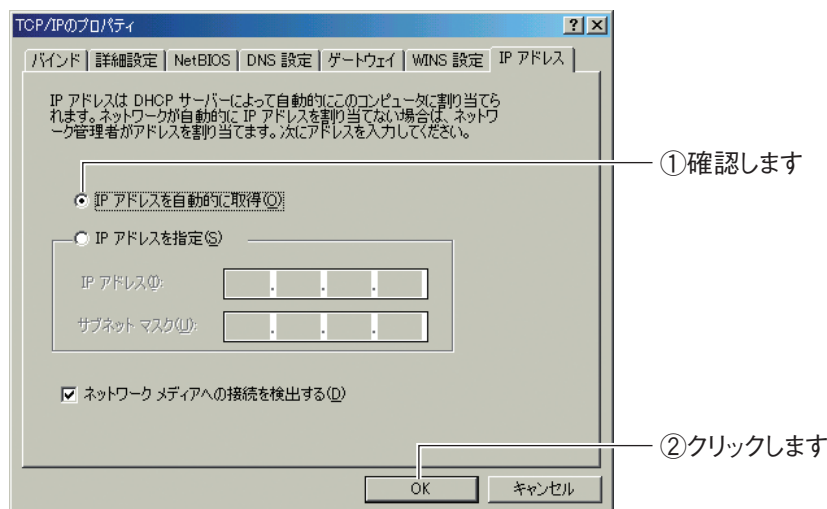 TCP/IPのプロパティ
バインド 詳細設定 NetBIOS DNS 設定 ゲートウェイ WINS 設定 IP アドレス
IP アドレスは DHCP サーバーによって自動的にこのコンピュータに割り当てら
れます。ネットワークが自動的に IP アドレスを割り当てない場合は、ネットワ
ーク管理者がアドレスを割り当てます。次にアドレスを入力してください。
①確認します
IP アドレスを自動的に取得(O)
IP アドレスを指定(S)
IP アドレス(I):
サブネット マスク(U):
ネットワーク メディアへの接続を検出する(D)
②クリックします
OK キャンセル